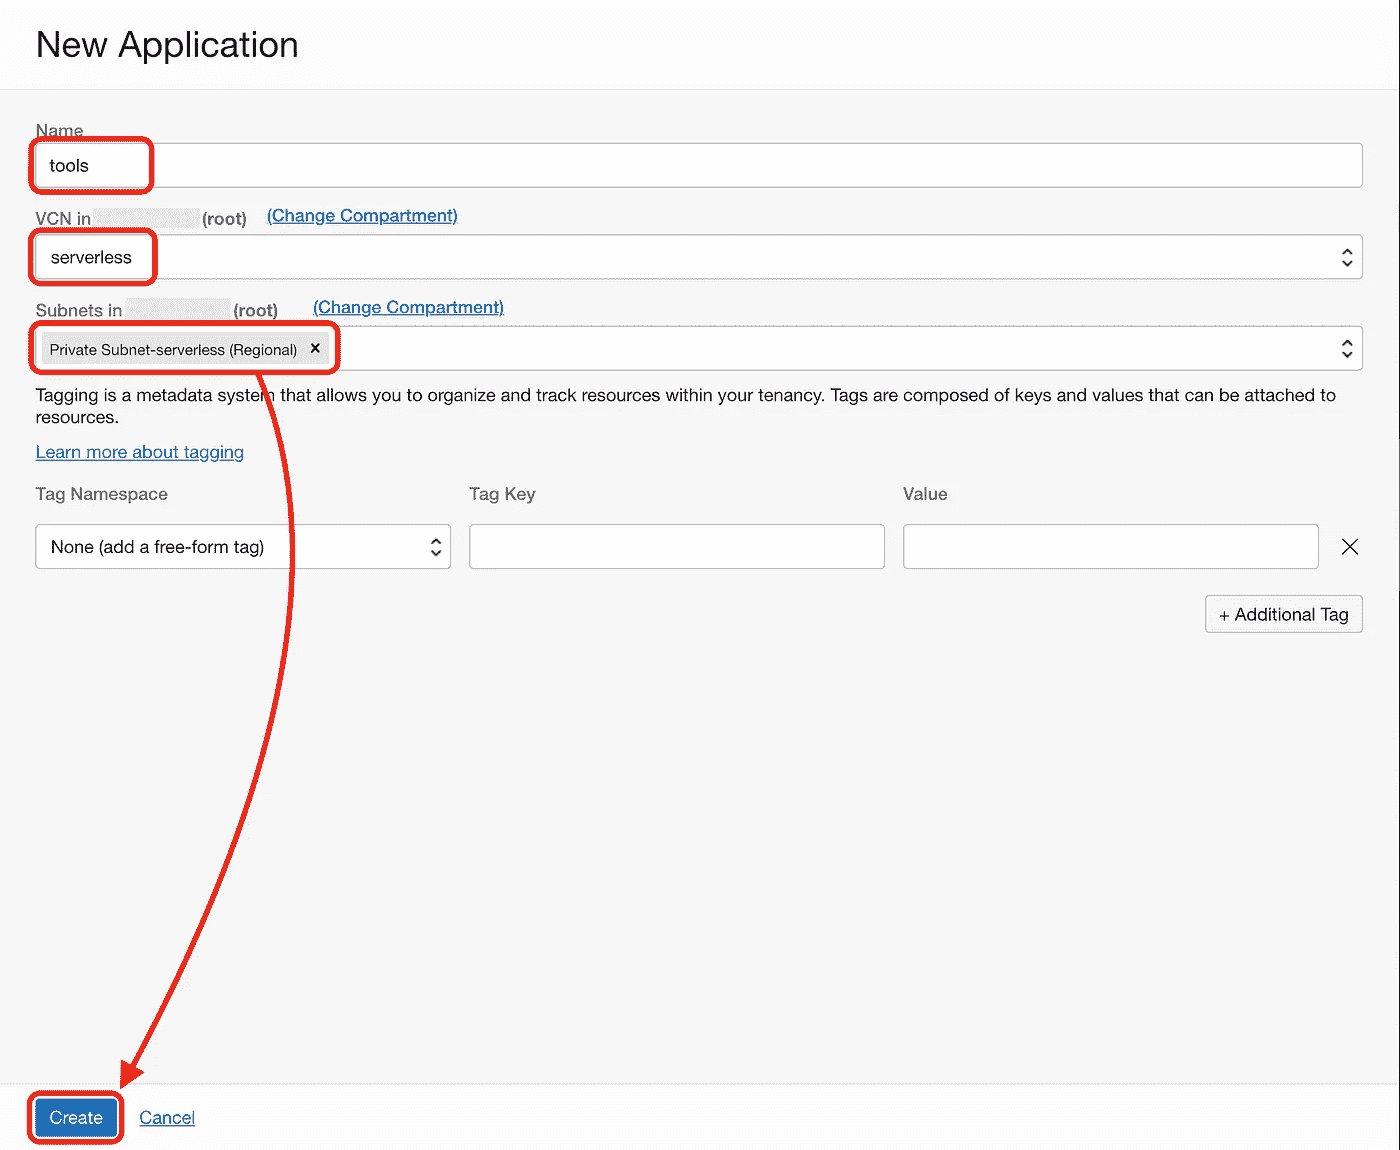 New Application
Name
tools
VCN in (root) (Change Compartment)
serverless
Subnets in (root) (Change Compartment)
Private Subnet-serverless (Regional) ×
Tagging is a metadata system that allows you to organize and track resources within your tenancy. Tags are composed of keys and values that can be attached to
resources.
Learn more about tagging
Tag Namespace Tag Key Value
None (add a free-form tag)
+ Additional Tag
Create Cancel